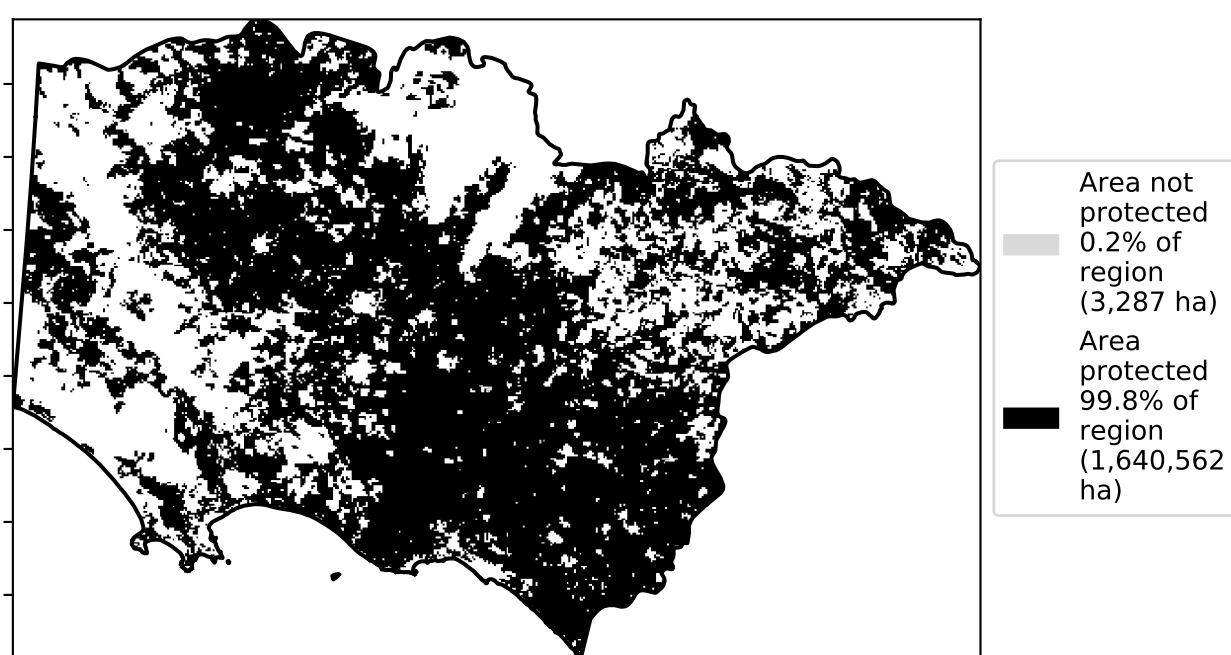 Area not
protected
0.2% of
region
(3,287 ha)
Area
protected
99.8% of
region
(1,640,562
ha)